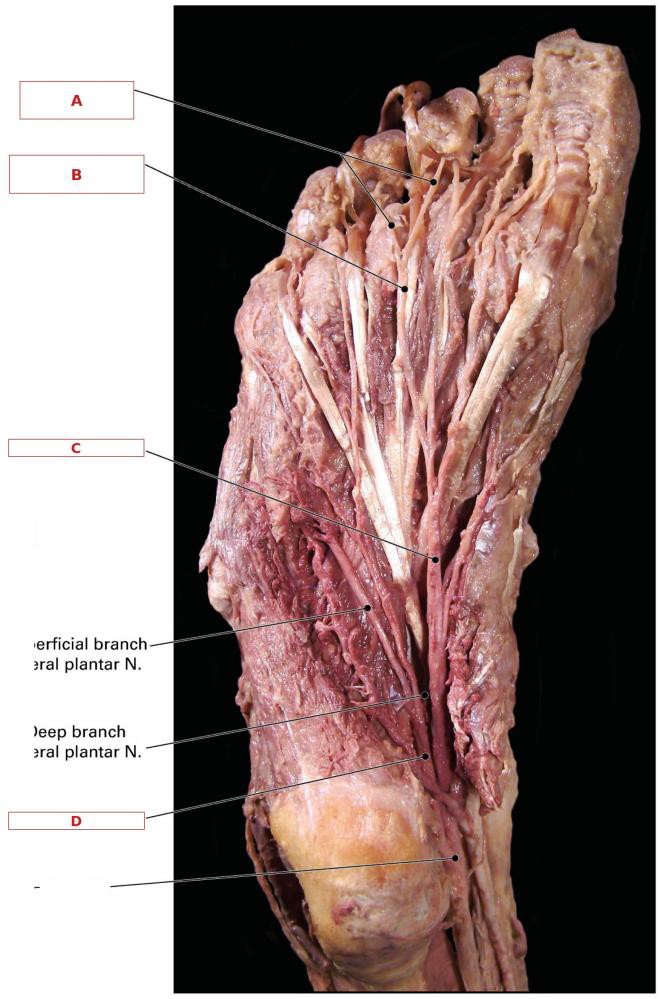 A
B
C
erficial branch
eral plantar N.
Deep branch
eral plantar N.
D